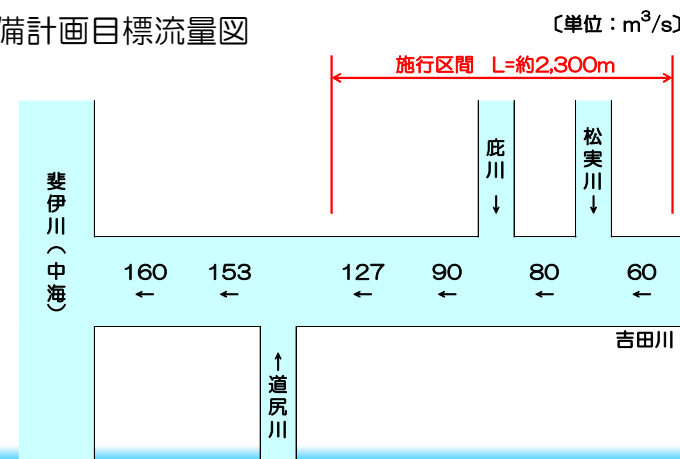 備計画目標流量図
〔単位：m³/s〕
施行区間 L=約2,300m
庇川
↓
松実川
↓
斐伊川（中海）
160
←
153
←
127
←
90
←
80
←
60
←
吉田川
↑
道尻川